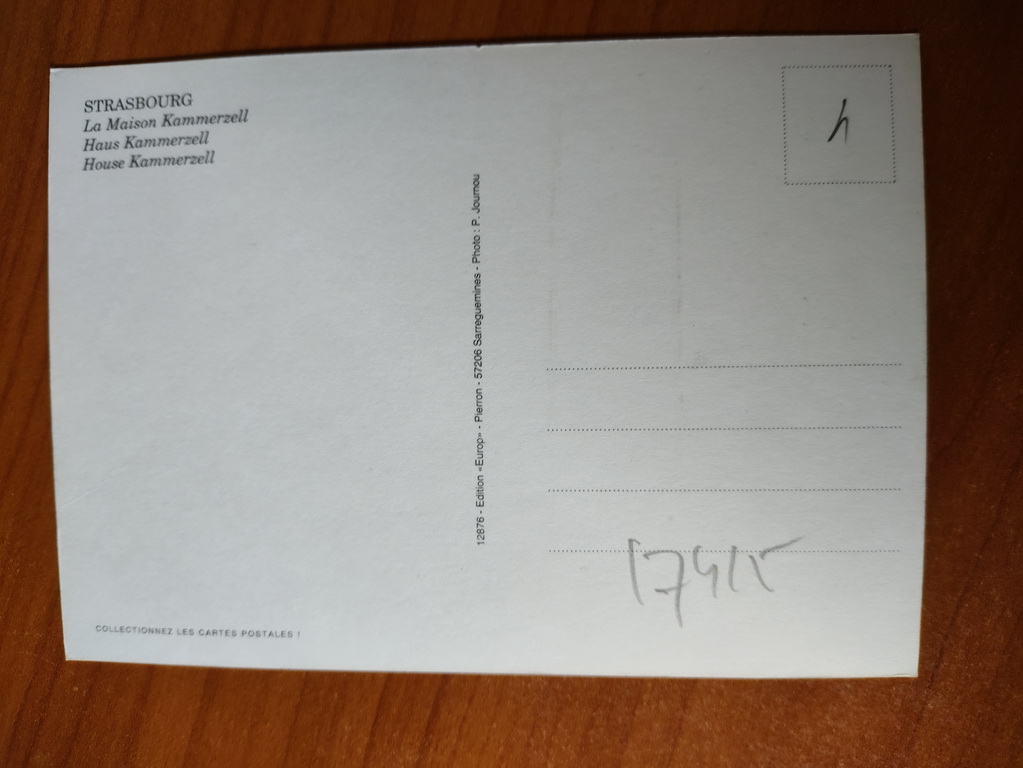 STRASBOURG
La Maison Kammerzell
Haus Kammerzell
House Kammerzell
12876 - Edition «Europ» - Pierron - 57206 Sarreguemines - Photo : P. Journou
4
17415
COLLECTIONNEZ LES CARTES POSTALES !